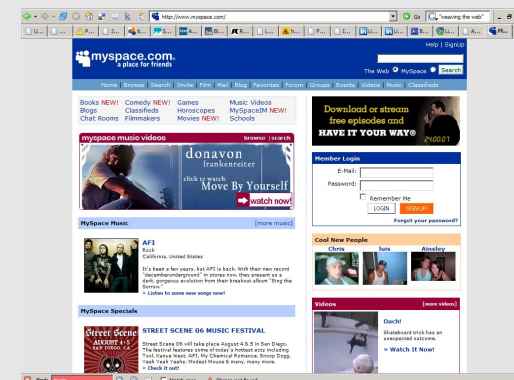 http://www.myspace.com/
Go
"weaving the web"
Help | SignUp
myspace.com
a place for friends
The Web MySpace Search
Home | Browse | Search | Invite | Film | Mail | Blog | Favorites | Forum | Groups | Events | Videos | Music | Classifieds
Books NEW! Comedy NEW! Games Music Videos
Blogs Classifieds Horoscopes MySpaceIM NEW!
Chat Rooms Filmmakers Movies NEW! Schools
myspace music videos browse | search
donavon
frankenreiter
click to watch:
Move By Yourself
watch now!
MySpace Music [more music]
AFI
Rock
California, United States
It's been a few years, but AFI is back. With their new record
"decemberunderground" in stores now, they present us a
dark, gorgeous evolution from their breakout album "Sing the
Sorrow."
» Listen to some new songs now!
MySpace Specials
Street Scene
AUGUST 4-5
SAN DIEGO, CA
STREET SCENE 06 MUSIC FESTIVAL
Street Scene 06 will take place August 4 & 5 in San Diego.
The festival features some of today's hottest acts including
Tool, Kanye West, AFI, My Chemical Romance, Snoop Dogg,
Yeah Yeah Yeahs, Modest Mouse & many, many more.
» Check it out!
Download or stream
free episodes and
HAVE IT YOUR WAY®
Member Login
E-Mail:
Password:
Remember Me
LOGIN SIGN UP!
Forgot your password?
Cool New People
Chris luis Ainsley
Videos [more videos]
Ouch!
Skateboard trick has an
unexpected outcome.
» Watch It Now!